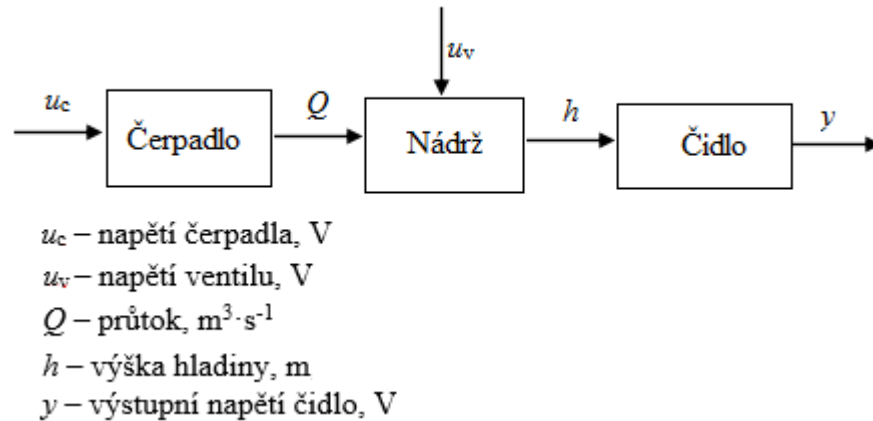 u_v
u_c Q h y
Čerpadlo Nádrž Čidlo
u_c – napětí čerpadla, V
u_v – napětí ventilu, V
Q – průtok, m³·s⁻¹
h – výška hladiny, m
y – výstupní napětí čidlo, V